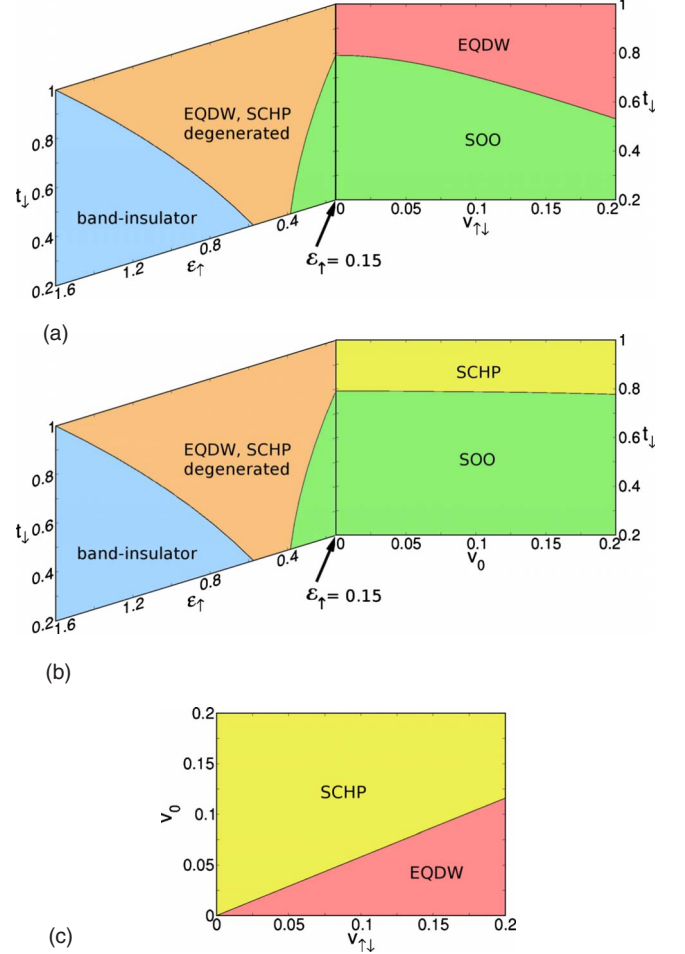 1
EQDW
0.8
t↓
1
EQDW, SCHP
degenerated
0.6
0.8
SOO
t↓
0.6
0.4
band-insulator
0.4
0.4
0.2
0.8
0
0.05
0.1
0.15
0.2
1.2
ε↑
v↑↓
0.2
1.6
ℰ↑= 0.15
(a)
1
SCHP
0.8
t↓
1
EQDW, SCHP
degenerated
0.6
0.8
SOO
t↓
0.6
0.4
band-insulator
0.4
0.4
0.2
0.8
0
0.05
0.1
0.15
0.2
1.2
ε↑
v₀
0.2
1.6
ℰ↑= 0.15
(b)
0.2
0.15
SCHP
v₀
0.1
0.05
EQDW
0
0
0.05
0.1
0.15
0.2
(c)
v↑↓